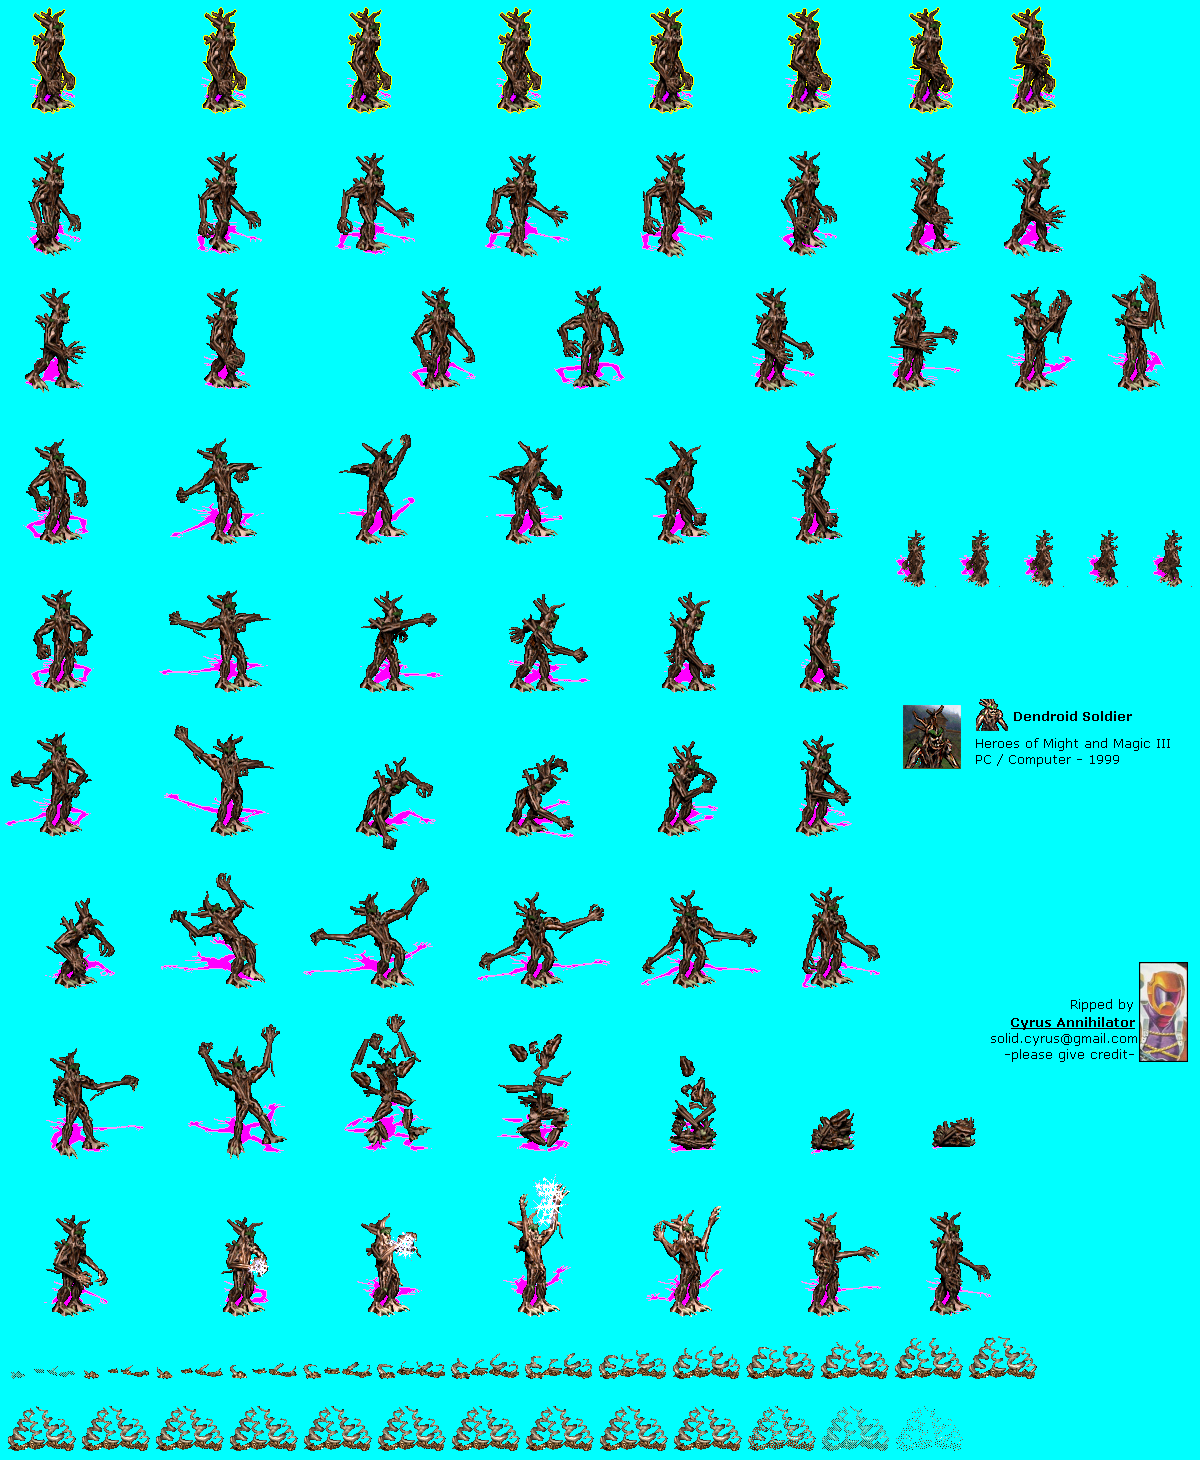 Dendroid Soldier
Heroes of Might and Magic III
PC / Computer - 1999
Ripped by
Cyrus Annihilator
solid.cyrus@gmail.com
-please give credit-